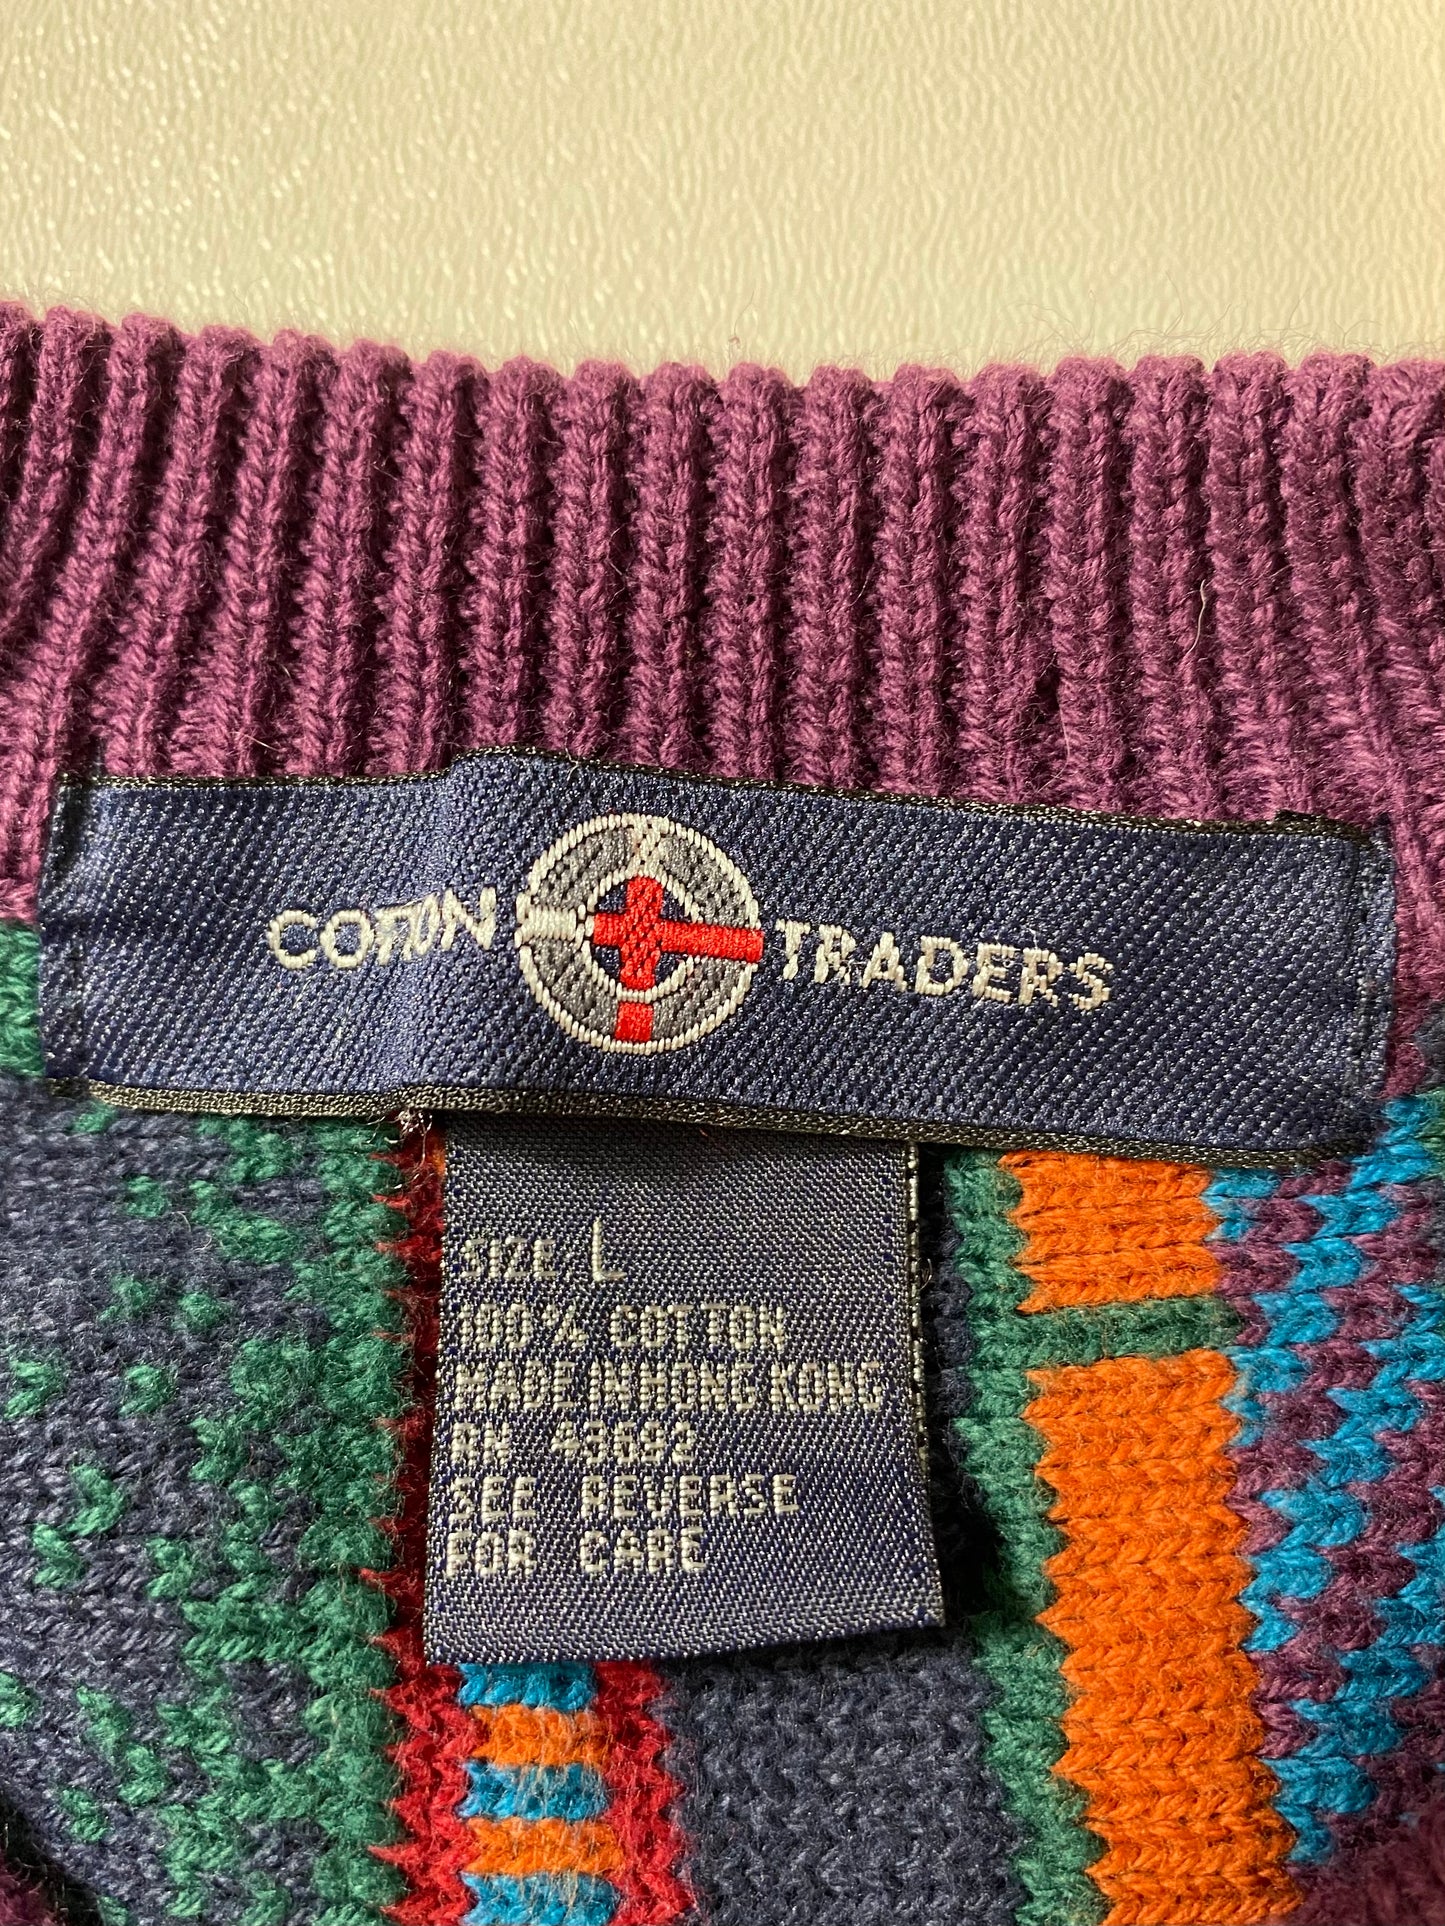 COTTON TRADERS
SIZE L
100% COTTON
MADE IN HONG KONG
RN 43692
SEE REVERSE
FOR CARE